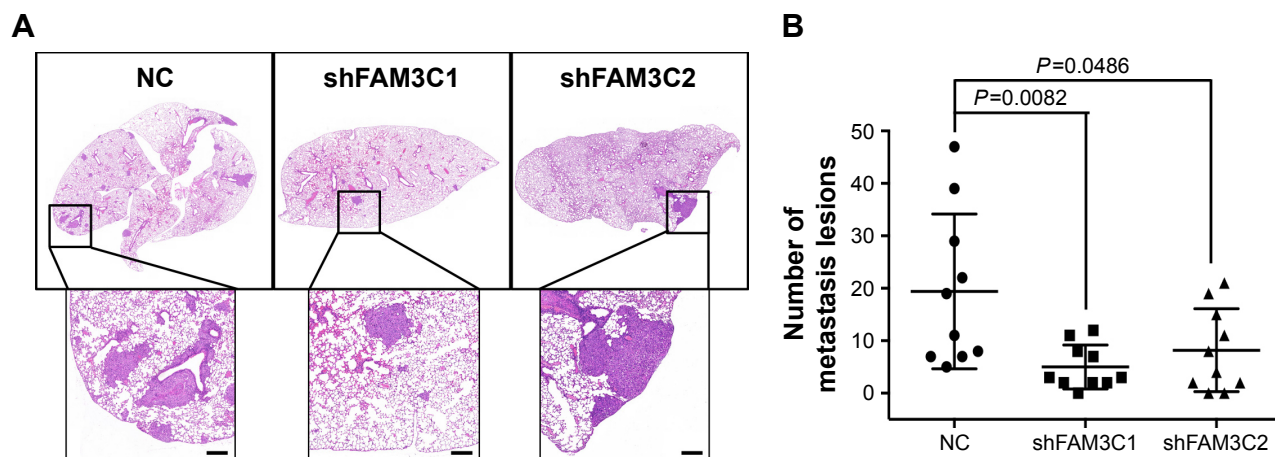 A
NC
shFAM3C1
shFAM3C2
B
P=0.0486
P=0.0082
Number of
metastasis lesions
50
40
30
20
10
0
NC
shFAM3C1
shFAM3C2